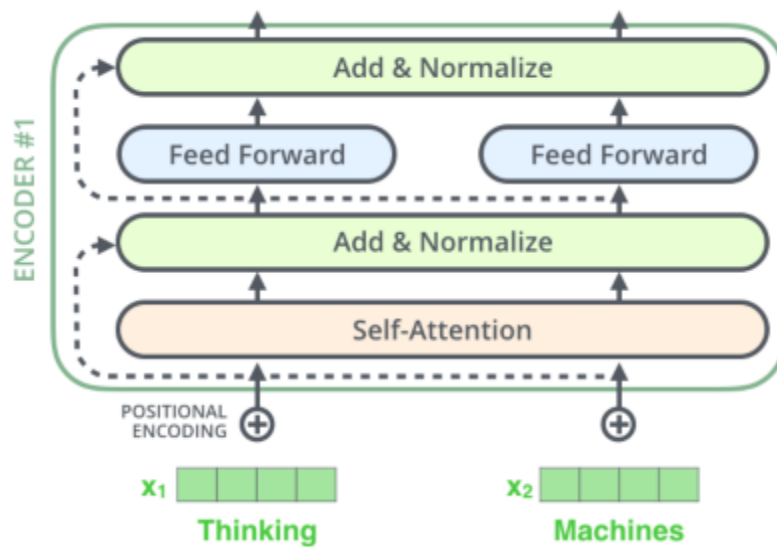 ENCODER #1
Add & Normalize
Feed Forward
Feed Forward
Add & Normalize
Self-Attention
POSITIONAL
ENCODING
x₁
x₂
Thinking
Machines